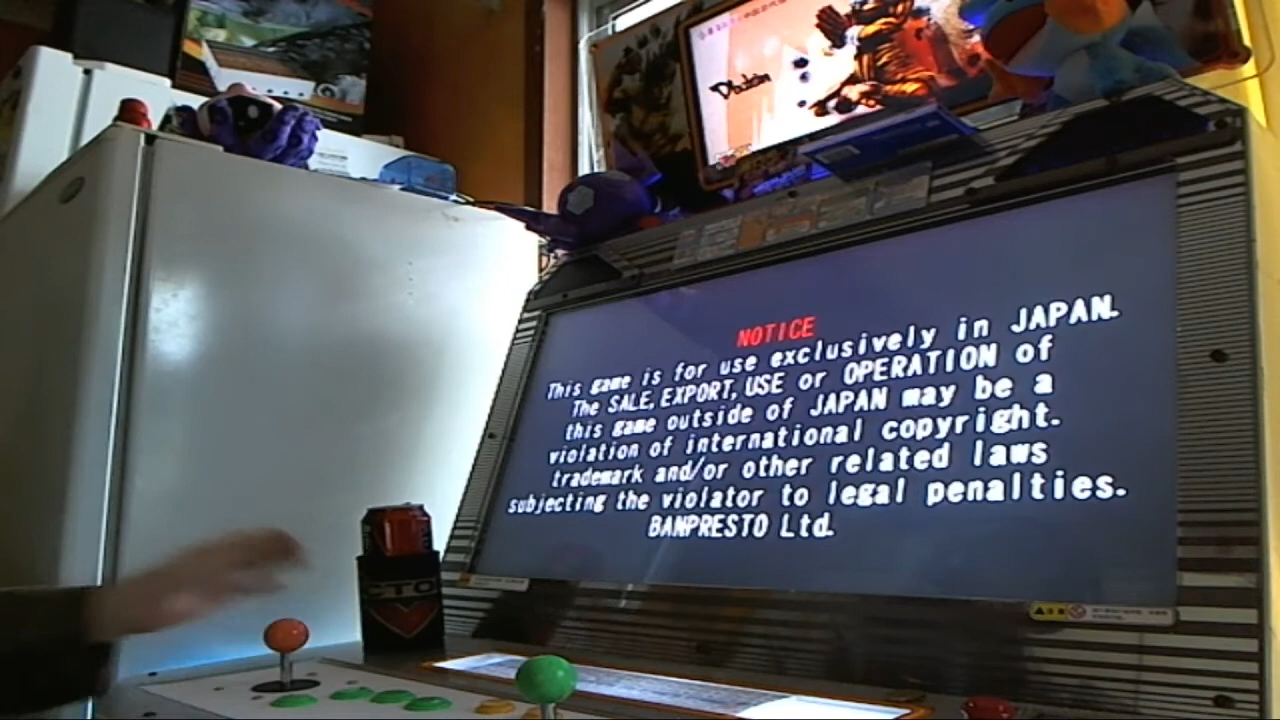 NOTICE
This game is for use exclusively in JAPAN.
The SALE, EXPORT, USE or OPERATION of
this game outside of JAPAN may be a
violation of international copyright.
trademark and/or other related laws
subjecting the violator to legal penalties.
BANPRESTO Ltd.
CTO